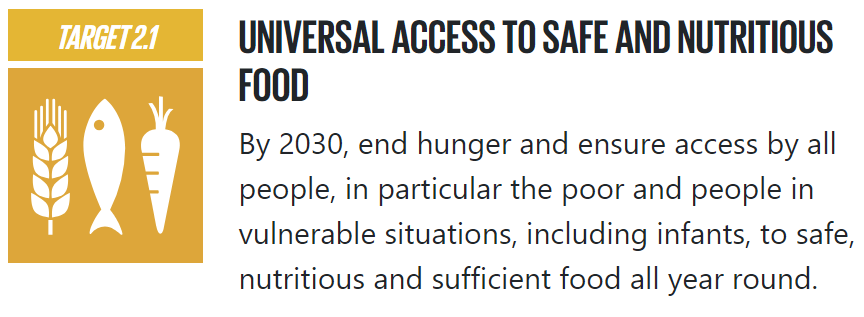 TARGET 2.1
UNIVERSAL ACCESS TO SAFE AND NUTRITIOUS
FOOD
By 2030, end hunger and ensure access by all
people, in particular the poor and people in
vulnerable situations, including infants, to safe,
nutritious and sufficient food all year round.